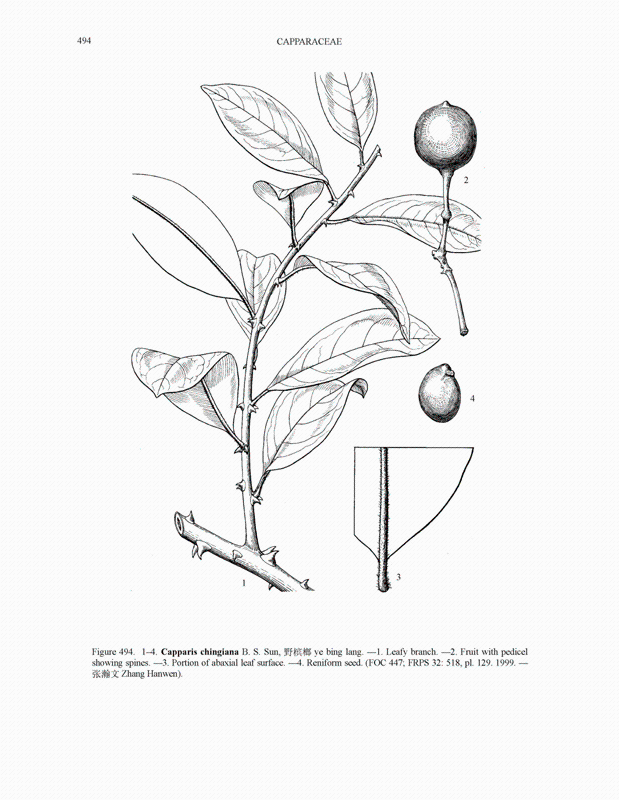 494
CAPPARACEAE
2
4
3
1
Figure 494. 1–4. Capparis chingiana B. S. Sun, 野槟榔 ye bing lang. —1. Leafy branch. —2. Fruit with pedicel
showing spines. —3. Portion of abaxial leaf surface. —4. Reniform seed. (FOC 447; FRPS 32: 518, pl. 129. 1999. —
张瀚文 Zhang Hanwen).